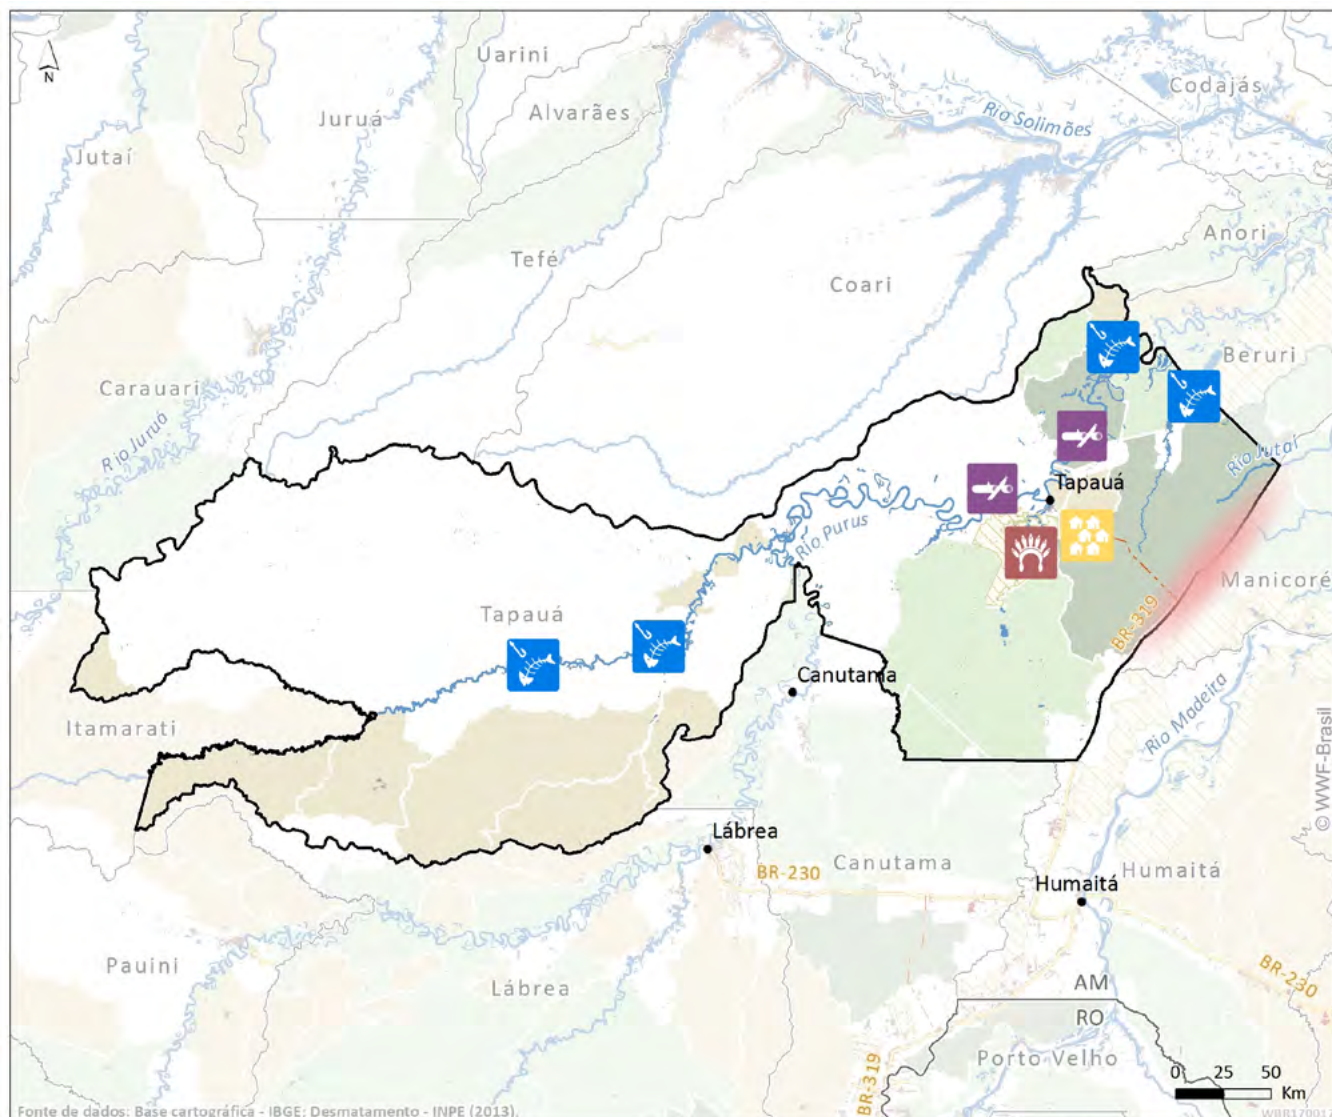 N
Uarini
Codajás
Alvarães
Juruá
Rio Solimões
Jutaí
Anori
Tefé
Coari
Beruri
Carauari
Rio Juruá
Rio Jutaí
Tapauá
Rio Purus
Manicoré
Tapauá
BR-319
Canutama
Itamarati
Rio Madeira
© WWF-Brasil
Lábrea
Canutama
BR-230
Humaitá
Humaitá
Pauini
Lábrea
BR-230
AM
RO
Porto Velho
BR-319
0 25 50
Km
Fonte de dados: Base cartográfica - IBGE; Desmatamento - INPE (2013).